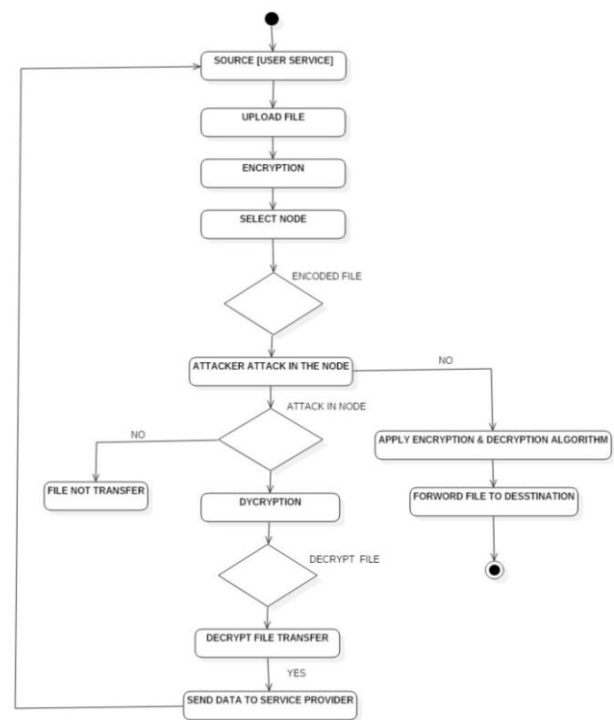 SOURCE [USER SERVICE]
UPLOAD FILE
ENCRYPTION
SELECT NODE
ENCODED FILE
ATTACKER ATTACK IN THE NODE
NO
ATTACK IN NODE
NO
APPLY ENCRYPTION & DECRYPTION ALGORITHM
FILE NOT TRANSFER
DYCRYPTION
FORWORD FILE TO DESSTINATION
DECRYPT FILE
DECRYPT FILE TRANSFER
YES
SEND DATA TO SERVICE PROVIDER